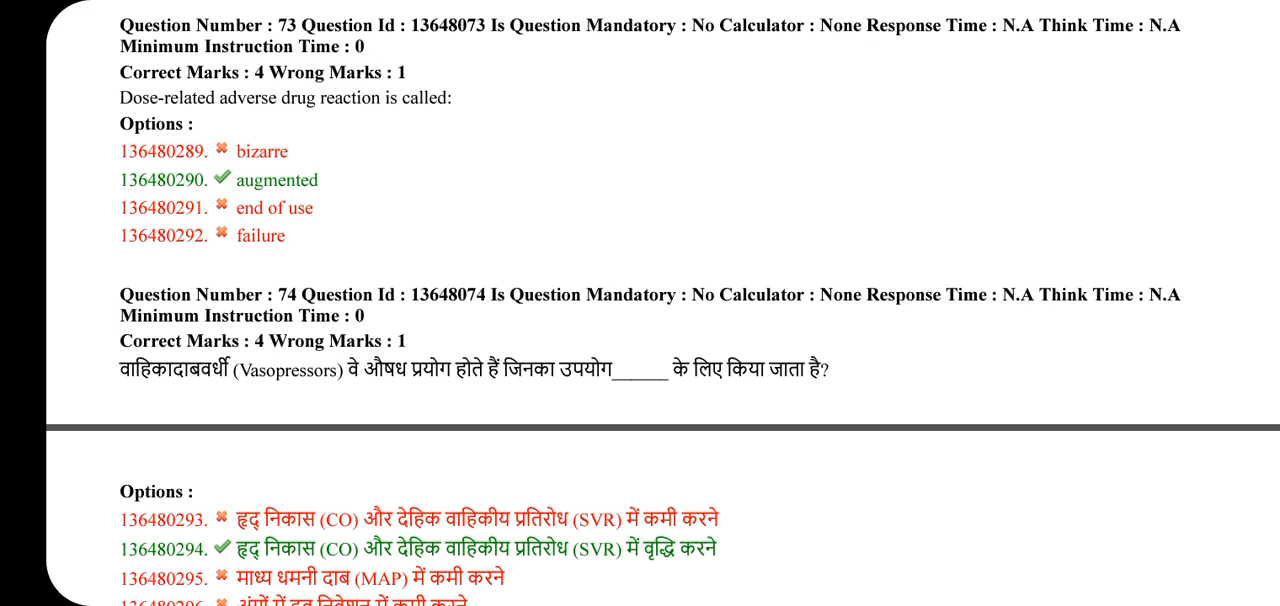 Question Number : 73 Question Id : 13648073 Is Question Mandatory : No Calculator : None Response Time : N.A Think Time : N.A
Minimum Instruction Time : 0
Correct Marks : 4 Wrong Marks : 1
Dose-related adverse drug reaction is called:
Options :
136480289. ✖ bizarre
136480290. ✔ augmented
136480291. ✖ end of use
136480292. ✖ failure
Question Number : 74 Question Id : 13648074 Is Question Mandatory : No Calculator : None Response Time : N.A Think Time : N.A
Minimum Instruction Time : 0
Correct Marks : 4 Wrong Marks : 1
वाहिकादाबवर्धी (Vasopressors) वे औषध प्रयोग होते हैं जिनका उपयोग______ के लिए किया जाता है?
Options :
136480293. ✖ हृद् निकास (CO) और देहिक वाहिकीय प्रतिरोध (SVR) में कमी करने
136480294. ✔ हृद् निकास (CO) और देहिक वाहिकीय प्रतिरोध (SVR) में वृद्धि करने
136480295. ✖ माध्य धमनी दाब (MAP) में कमी करने
136480296. ✖ अंगों में द्रव निवेशन में कमी करने